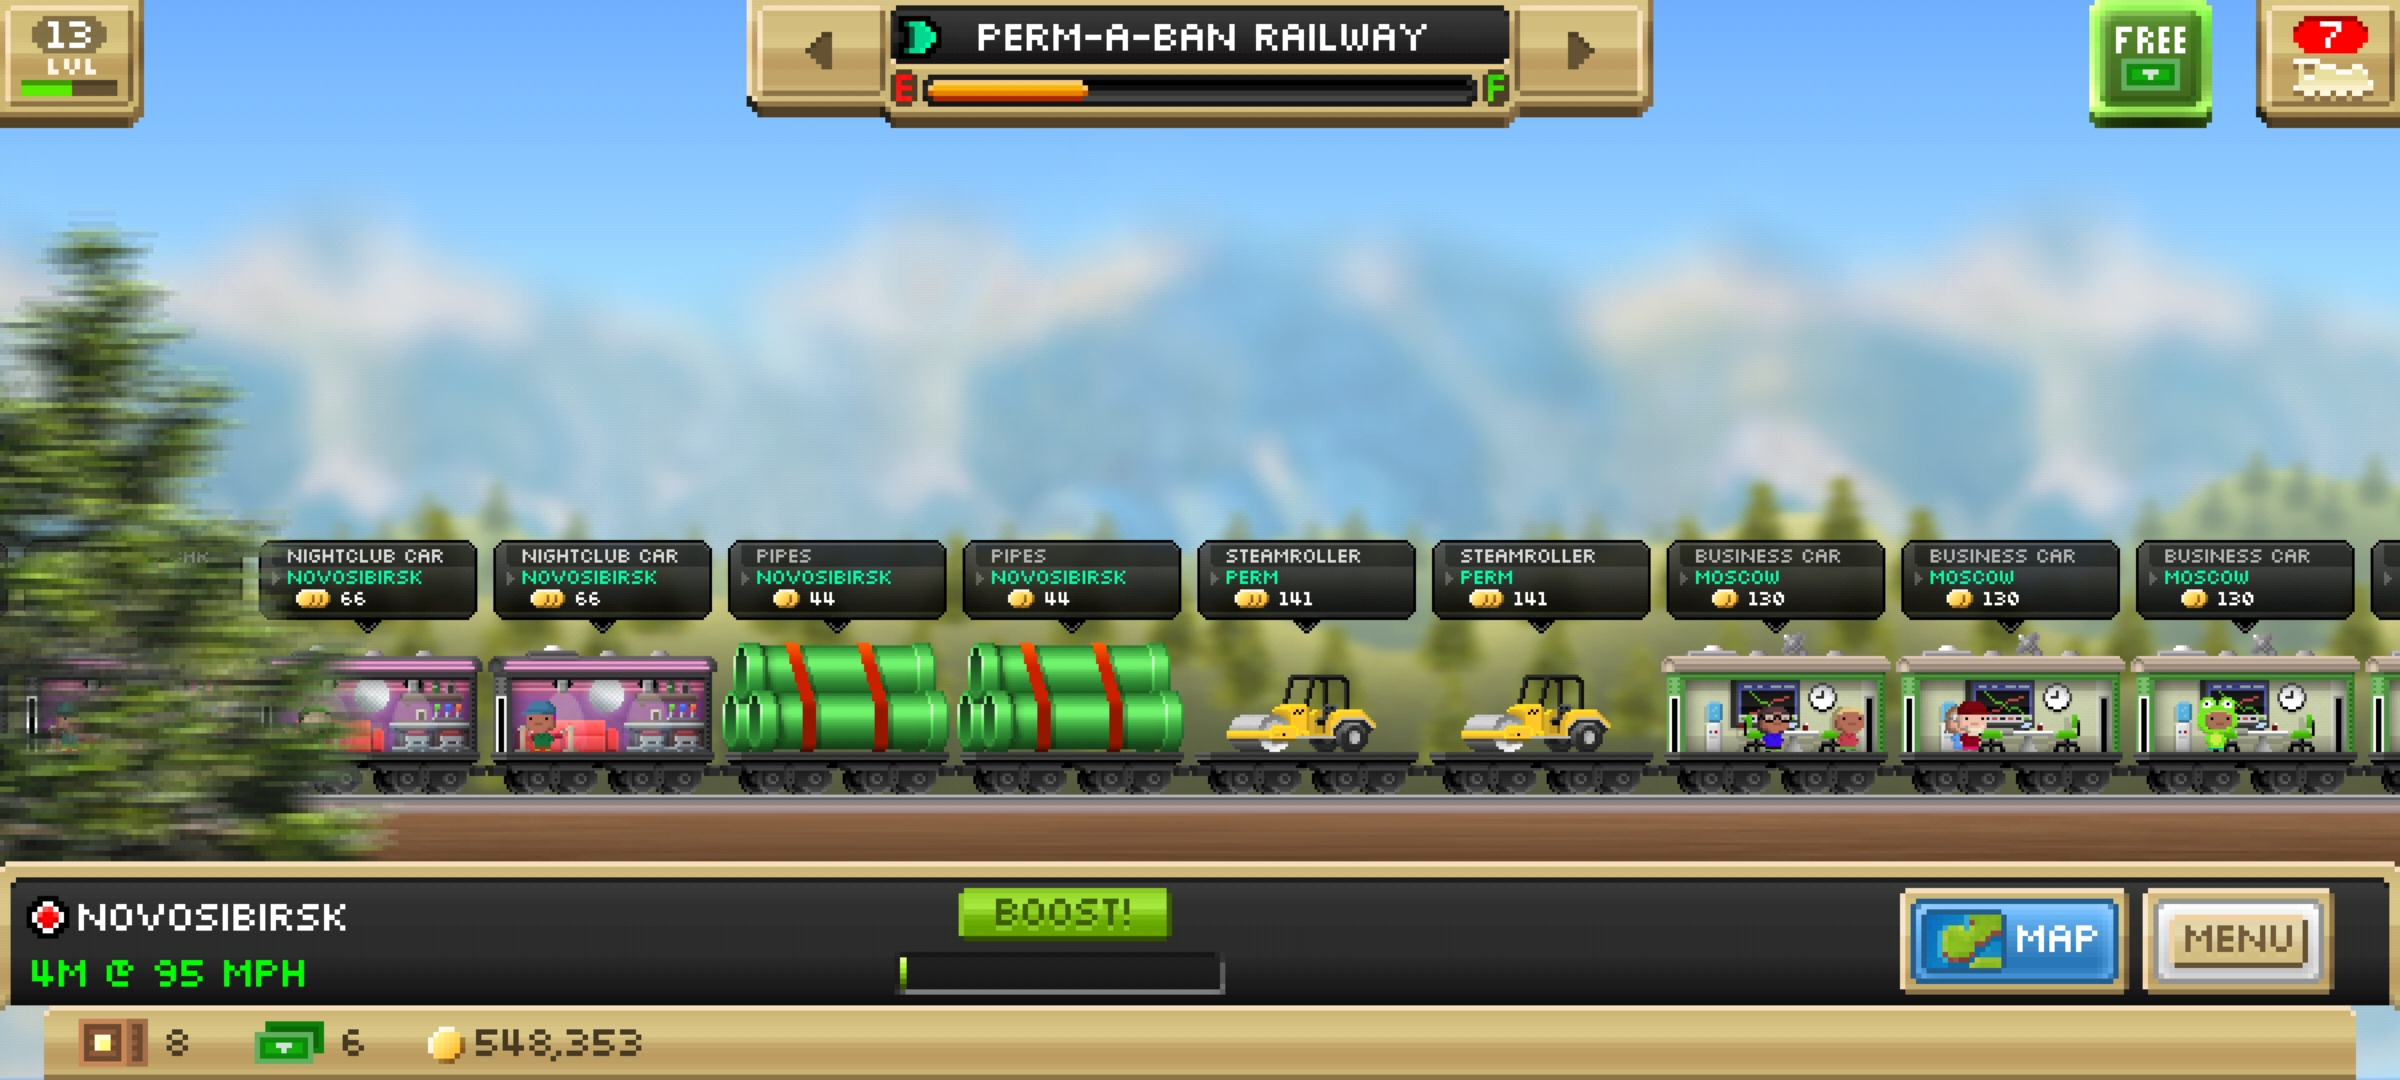 13
LVL
PERM-A-BAN RAILWAY
E F
FREE
7
NIGHTCLUB CAR
NOVOSIBIRSK
66
NIGHTCLUB CAR
NOVOSIBIRSK
66
PIPES
NOVOSIBIRSK
44
PIPES
NOVOSIBIRSK
44
STEAMROLLER
PERM
141
STEAMROLLER
PERM
141
BUSINESS CAR
MOSCOW
130
BUSINESS CAR
MOSCOW
130
BUSINESS CAR
MOSCOW
130
NOVOSIBIRSK
4M @ 95 MPH
BOOST!
MAP
MENU
8 6 548,353